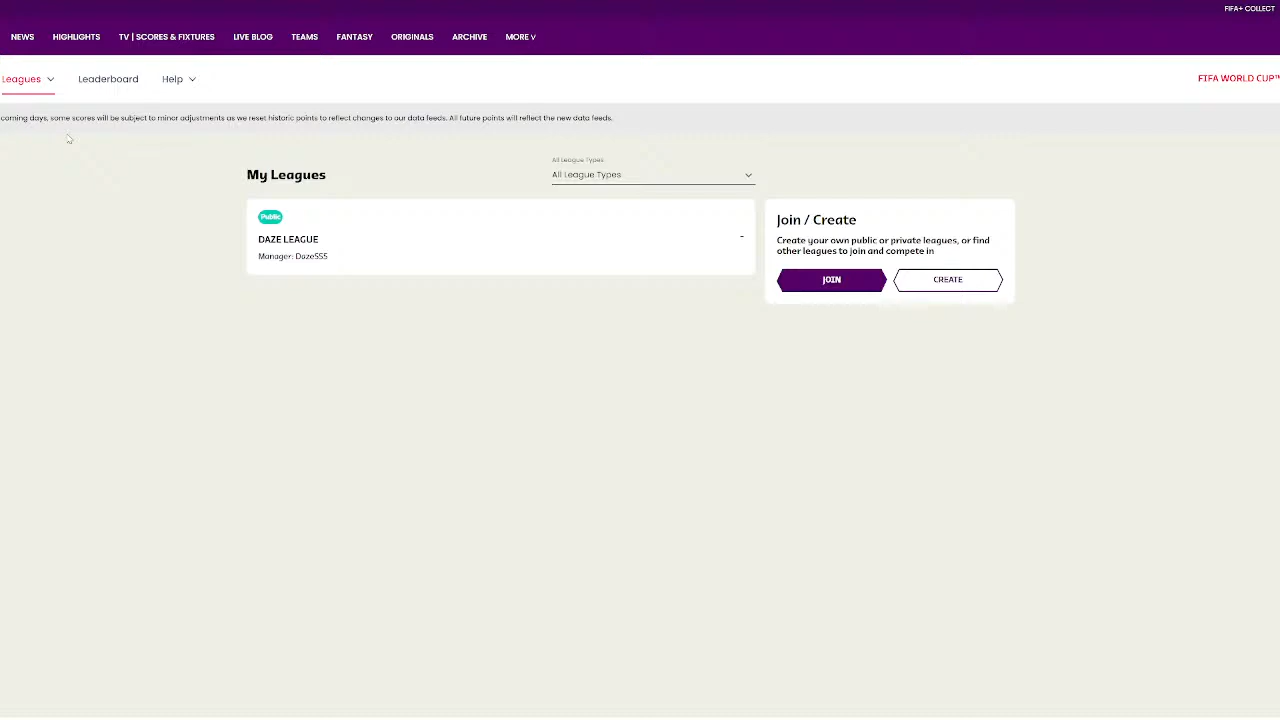 FIFA+ COLLECT
NEWS HIGHLIGHTS TV | SCORES & FIXTURES LIVE BLOG TEAMS FANTASY ORIGINALS ARCHIVE MORE
Leagues Leaderboard Help FIFA WORLD CUP™
coming days, some scores will be subject to minor adjustments as we reset historic points to reflect changes to our data feeds. All future points will reflect the new data feeds.
All League Types
My Leagues All League Types
Public
DAZE LEAGUE -
Manager: Daze555
Join / Create
Create your own public or private leagues, or find
other leagues to join and compete in
JOIN CREATE